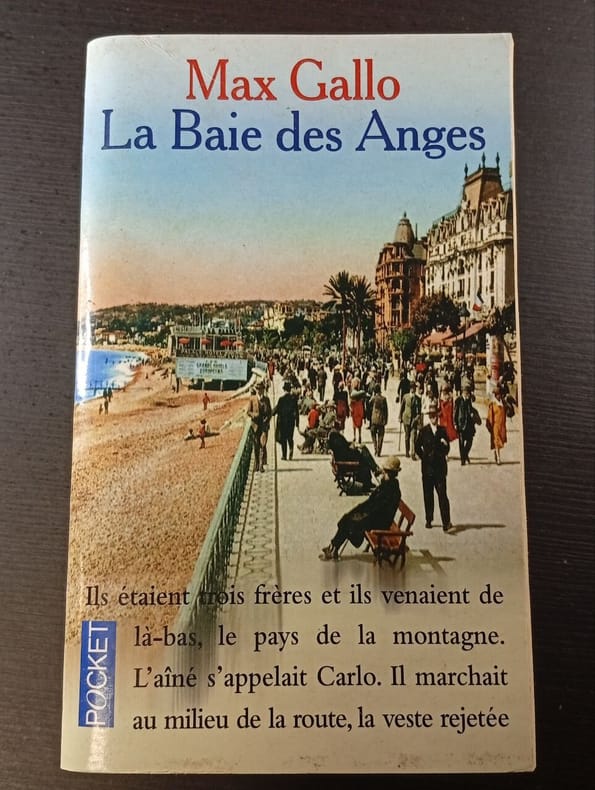 Max Gallo
La Baie des Anges
Ils étaient trois frères et ils venaient de
là-bas, le pays de la montagne.
L'aîné s'appelait Carlo. Il marchait
au milieu de la route, la veste rejetée
POCKET